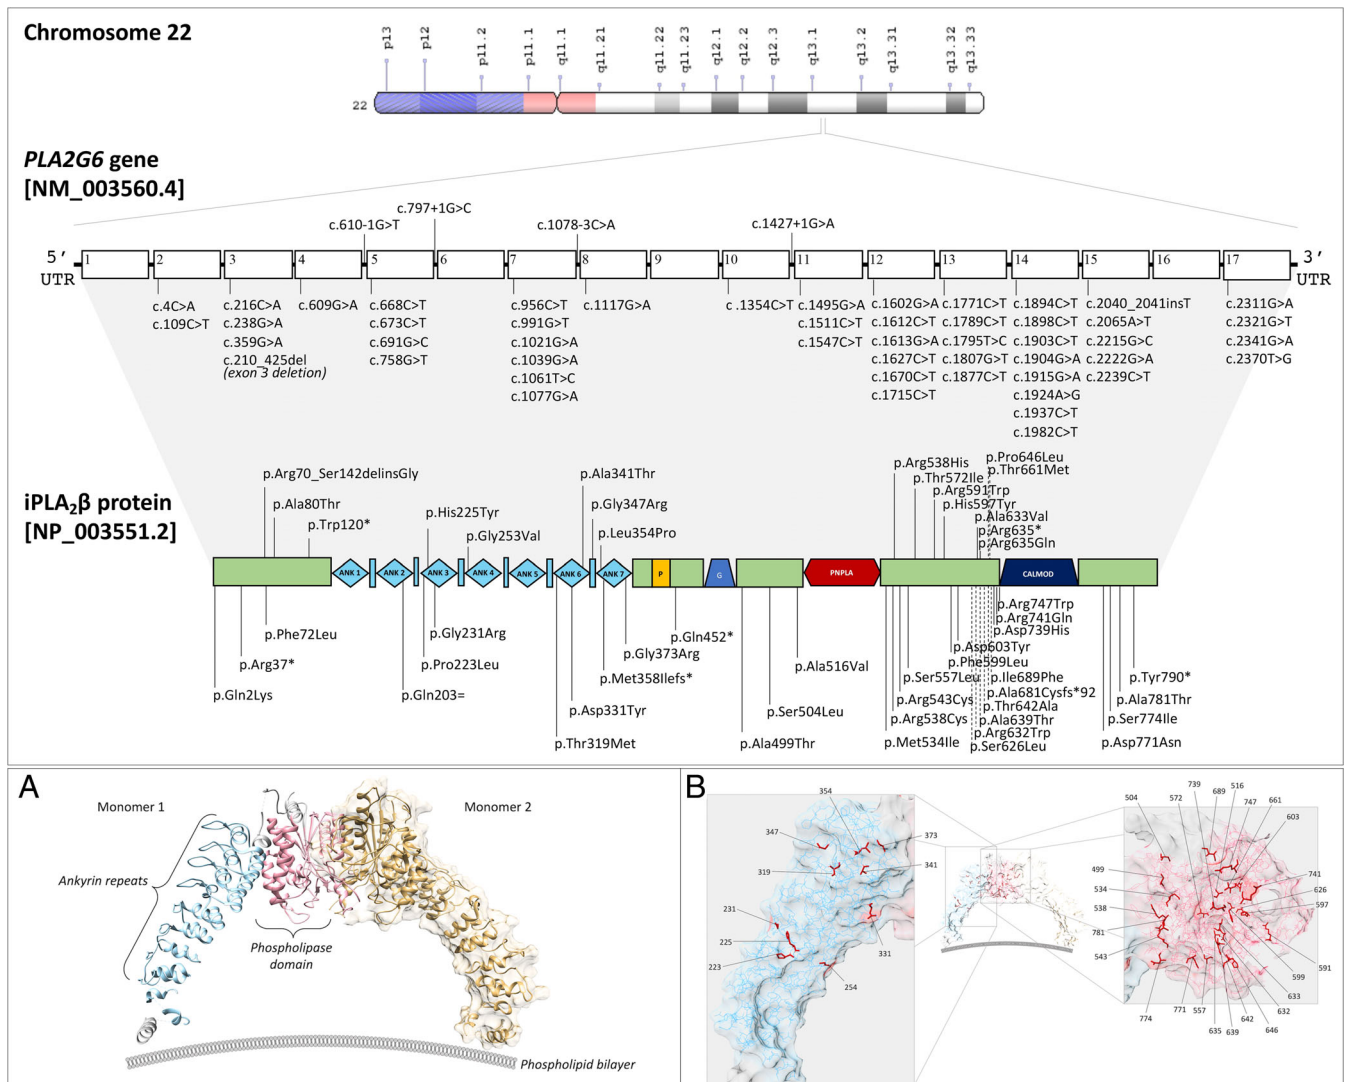 Chromosome 22
p13
p12
p11.2
p11.1
q11.1
q11.21
q11.22
q11.23
q12.1
q12.2
q12.3
q13.1
q13.2
q13.31
q13.32
q13.33
22
PLA2G6 gene
[NM_003560.4]
c.797+1G>C
c.610-1G>T
c.1078-3C>A
c.1427+1G>A
5′
UTR
1
2
3
4
5
6
7
8
9
10
11
12
13
14
15
16
17
3′
UTR
c.4C>A
c.109C>T
c.216C>A
c.238G>A
c.359G>A
c.210_425del
(exon 3 deletion)
c.609G>A
c.668C>T
c.673C>T
c.691G>C
c.758G>T
c.956C>T
c.991G>T
c.1021G>A
c.1039G>A
c.1061T>C
c.1077G>A
c.1117G>A
c.1354C>T
c.1495G>A
c.1511C>T
c.1547C>T
c.1602G>A
c.1612C>T
c.1613G>A
c.1627C>T
c.1670C>T
c.1715C>T
c.1771C>T
c.1789C>T
c.1795T>C
c.1807G>T
c.1877C>T
c.1894C>T
c.1898C>T
c.1903C>T
c.1904G>A
c.1915G>A
c.1924A>G
c.1937C>T
c.1982C>T
c.2040_2041insT
c.2065A>T
c.2215G>C
c.2222G>A
c.2239C>T
c.2311G>A
c.2321G>T
c.2341G>A
c.2370T>G
iPLA₂β protein
[NP_003551.2]
p.Arg70_Ser142delinsGly
p.Ala80Thr
p.Trp120*
p.His225Tyr
p.Gly253Val
p.Ala341Thr
p.Gly347Arg
p.Leu354Pro
p.Arg538His
p.Thr572Ile
p.Arg591Trp
p.His597Tyr
p.Pro646Leu
p.Thr661Met
p.Ala633Val
p.Arg635*
p.Arg635Gln
ANK 1
ANK 2
ANK 3
ANK 4
ANK 5
ANK 6
ANK 7
P
G
PNPLA
CALMOD
p.Phe72Leu
p.Arg37*
p.Gln2Lys
p.Gly231Arg
p.Pro223Leu
p.Gln203=
p.Gln452*
p.Gly373Arg
p.Met358Ilefs*
p.Asp331Tyr
p.Thr319Met
p.Ala516Val
p.Ser504Leu
p.Ala499Thr
p.Arg747Trp
p.Arg741Gln
p.Asp739His
p.Asp603Tyr
p.Phe599Leu
p.Ser557Leu
p.Arg543Cys
p.Arg538Cys
p.Met534Ile
p.Ile689Phe
p.Ala681Cysfs*92
p.Thr642Ala
p.Ala639Thr
p.Arg632Trp
p.Ser626Leu
p.Tyr790*
p.Ala781Thr
p.Ser774Ile
p.Asp771Asn
A
Monomer 1
Monomer 2
Ankyrin repeats
Phospholipase
domain
Phospholipid bilayer
B
354
347
373
319
341
231
225
223
331
254
739
516
504
572
689
747
661
603
499
534
538
781
543
741
626
597
591
599
633
632
774
771
557
635
639
642
646